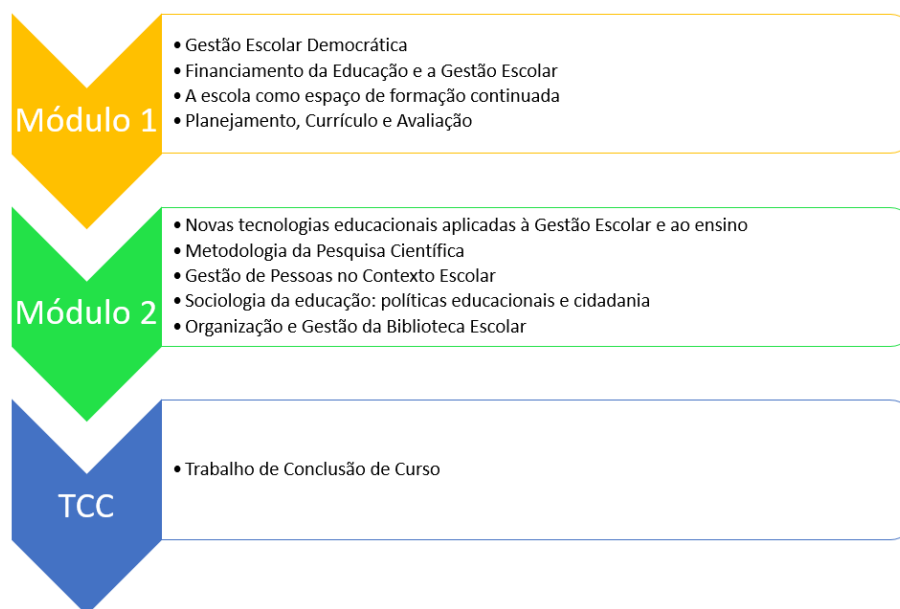 Módulo 1
• Gestão Escolar Democrática
• Financiamento da Educação e a Gestão Escolar
• A escola como espaço de formação continuada
• Planejamento, Currículo e Avaliação
Módulo 2
• Novas tecnologias educacionais aplicadas à Gestão Escolar e ao ensino
• Metodologia da Pesquisa Científica
• Gestão de Pessoas no Contexto Escolar
• Sociologia da educação: políticas educacionais e cidadania
• Organização e Gestão da Biblioteca Escolar
TCC
• Trabalho de Conclusão de Curso